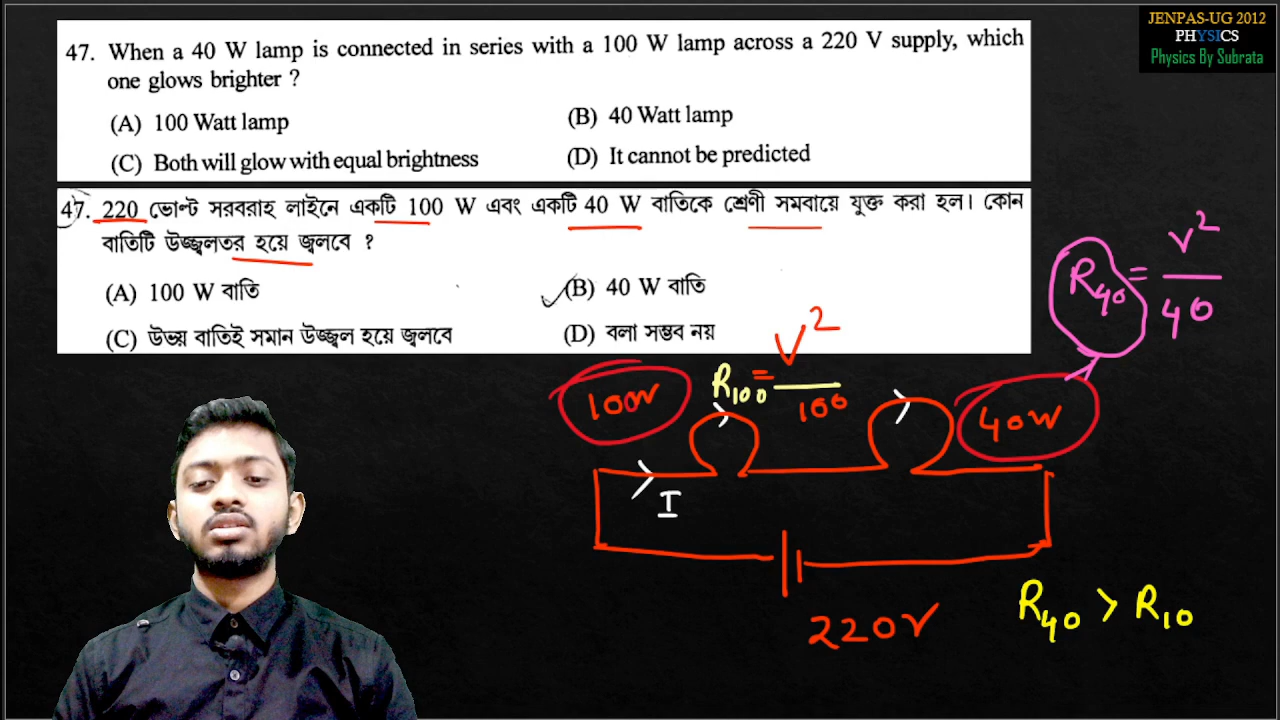 JENPAS-UG 2012
PHYSICS
Physics By Subrata
47. When a 40 W lamp is connected in series with a 100 W lamp across a 220 V supply, which
one glows brighter ?
(A) 100 Watt lamp
(B) 40 Watt lamp
(C) Both will glow with equal brightness
(D) It cannot be predicted
47. 220 ভোল্ট সরবরাহ লাইনে একটি 100 W এবং একটি 40 W বাতিকে শ্রেণী সমবায়ে যুক্ত করা হল। কোন
বাতিটি উজ্জ্বলতর হয়ে জ্বলবে ?
(A) 100 W বাতি
(B) 40 W বাতি
(C) উভয় বাতিই সমান উজ্জ্বল হয়ে জ্বলবে
(D) বলা সম্ভব নয়
R40 = V²/40
100W
R100 = V²/100
40W
I
220V
R40 > R10